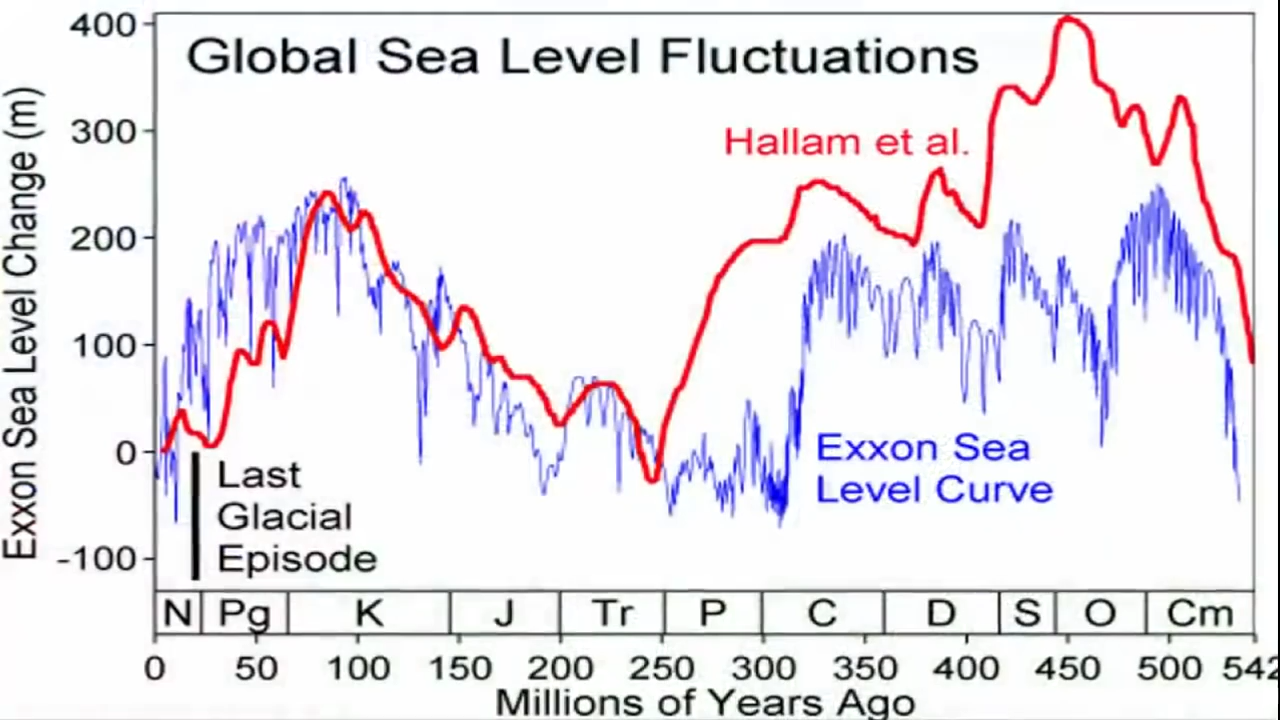 Global Sea Level Fluctuations
Exxon Sea Level Change (m)
400
300
200
100
0
-100
Hallam et al.
Exxon Sea
Level Curve
Last
Glacial
Episode
N Pg K J Tr P C D S O Cm
0 50 100 150 200 250 300 350 400 450 500 542
Millions of Years Ago